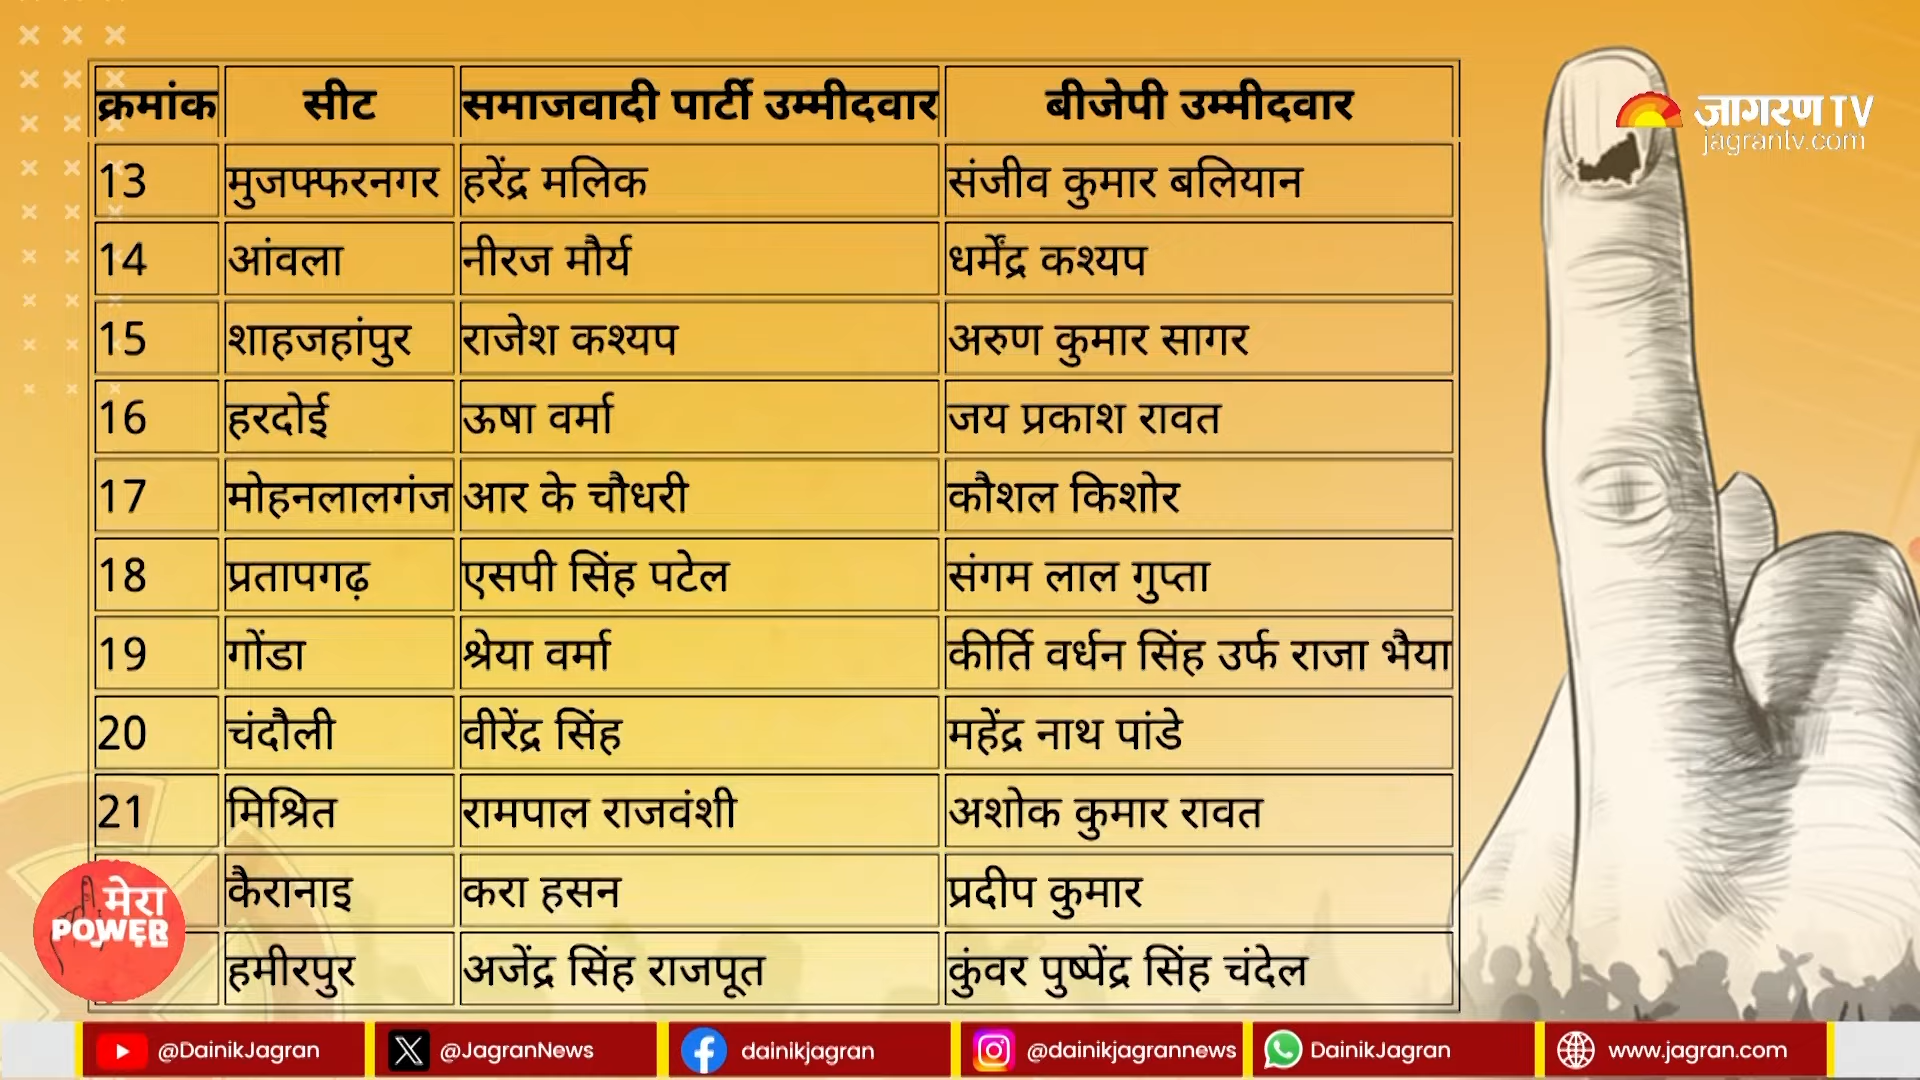 क्रमांक सीट समाजवादी पार्टी उम्मीदवार बीजेपी उम्मीदवार
13 मुजफ्फरनगर हरेंद्र मलिक संजीव कुमार बलियान
14 आंवला नीरज मौर्य धर्मेंद्र कश्यप
15 शाहजहांपुर राजेश कश्यप अरुण कुमार सागर
16 हरदोई ऊषा वर्मा जय प्रकाश रावत
17 मोहनलालगंज आर के चौधरी कौशल किशोर
18 प्रतापगढ़ एसपी सिंह पटेल संगम लाल गुप्ता
19 गोंडा श्रेया वर्मा कीर्ति वर्धन सिंह उर्फ राजा भैया
20 चंदौली वीरेंद्र सिंह महेंद्र नाथ पांडे
21 मिश्रित रामपाल राजवंशी अशोक कुमार रावत
कैरानाइ करा हसन प्रदीप कुमार
हमीरपुर अजेंद्र सिंह राजपूत कुंवर पुष्पेंद्र सिंह चंदेल
जागरण TV
jagrantv.com
मेरा
POWER
@DainikJagran @JagranNews dainikjagran @dainikjagrannews DainikJagran www.jagran.com